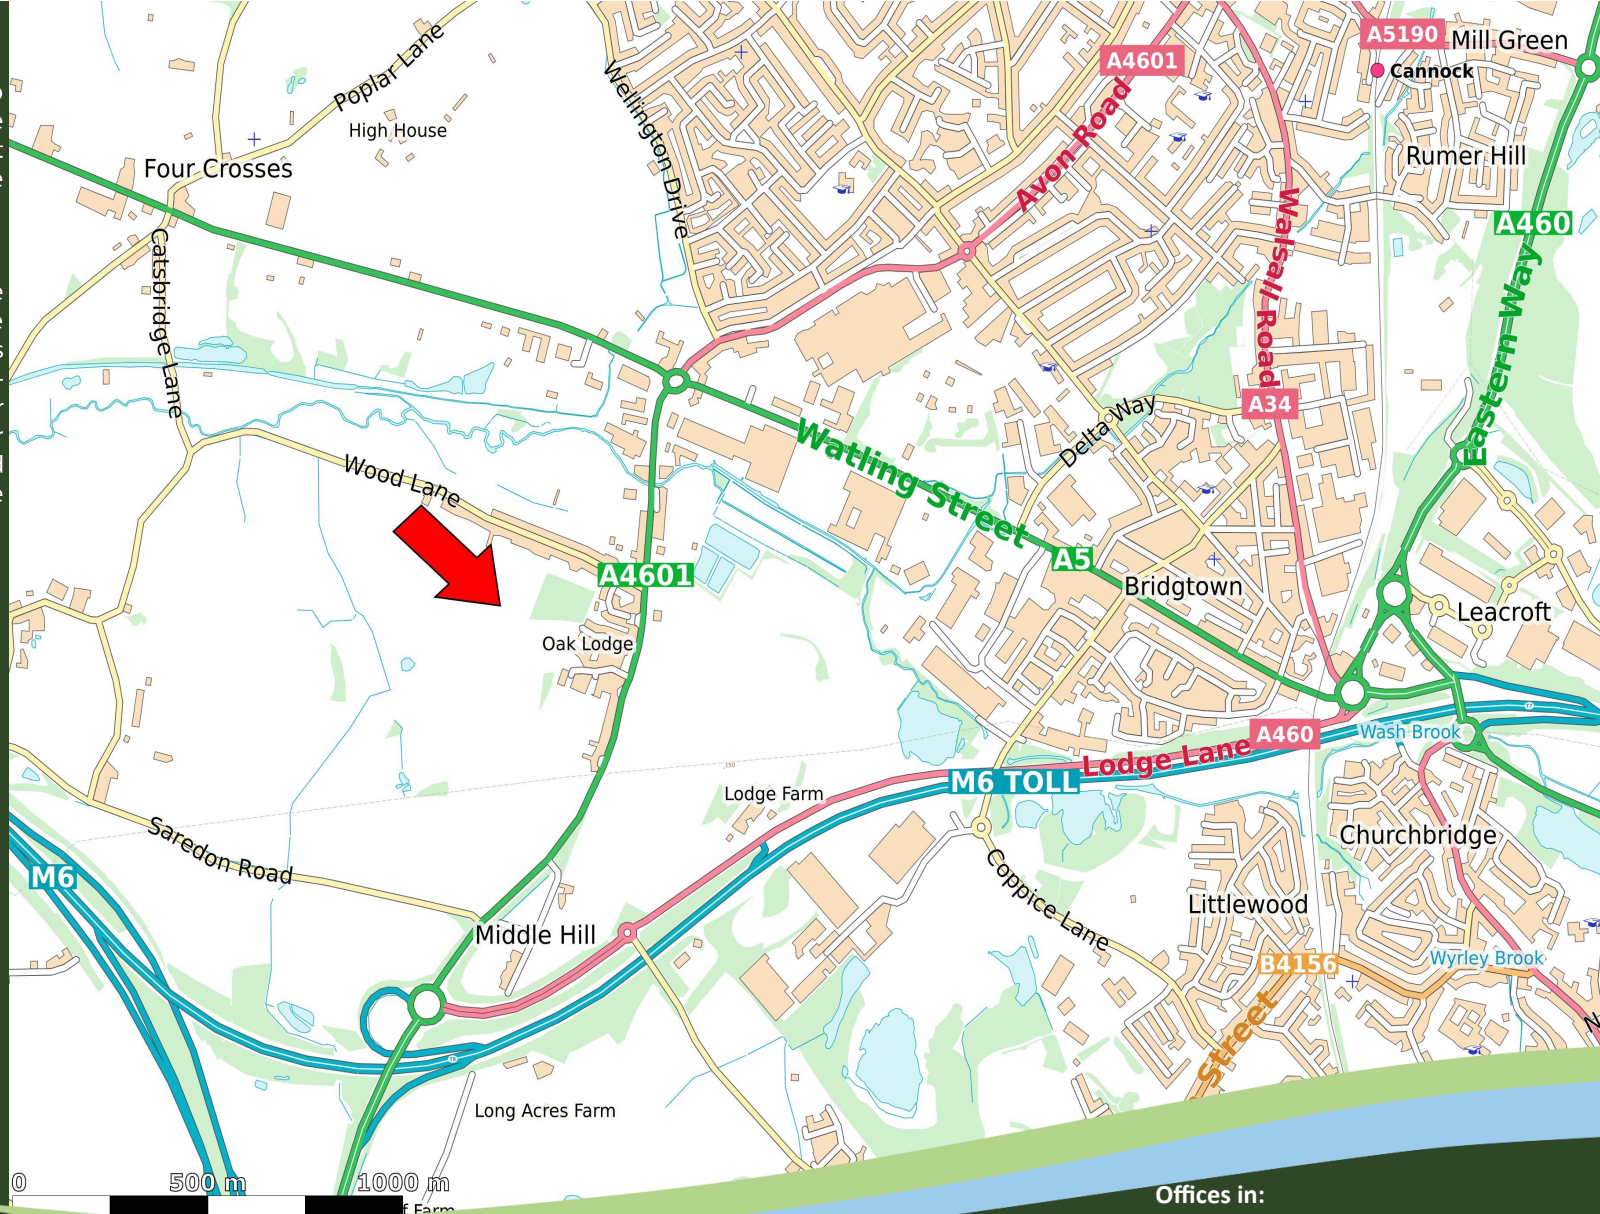 A5190
Mill Green
Cannock
A4601
Poplar Lane
Wellington Drive
High House
Avon Road
Four Crosses
Rumer Hill
A460
Catsbridge Lane
Walsall Road
Eastern Way
A34
Delta Way
Watling Street
Wood Lane
A5
A4601
Bridgtown
Leacroft
Oak Lodge
A460
Wash Brook
Lodge Lane
M6 TOLL
Lodge Farm
Saredon Road
Churchbridge
M6
Coppice Lane
Littlewood
Middle Hill
B4156
Wyrley Brook
Street
Long Acres Farm
0 500 m 1000 m
f Farm
Offices in: